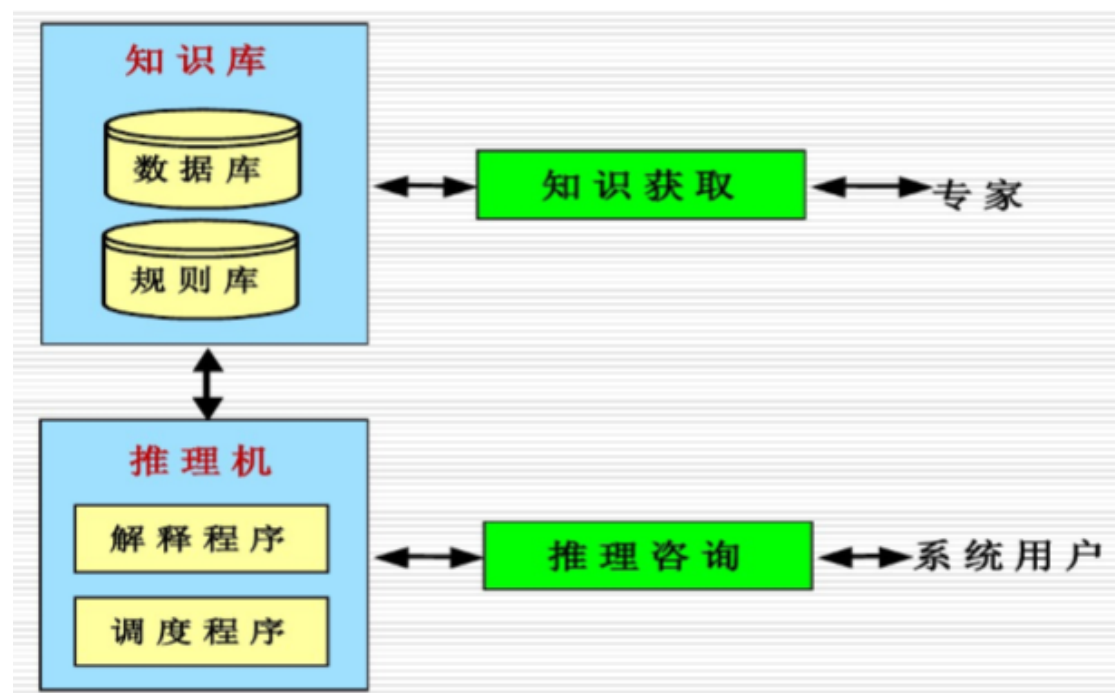 知识库
数据库
规则库
知识获取
专家
推理机
解释程序
调度程序
推理咨询
系统用户